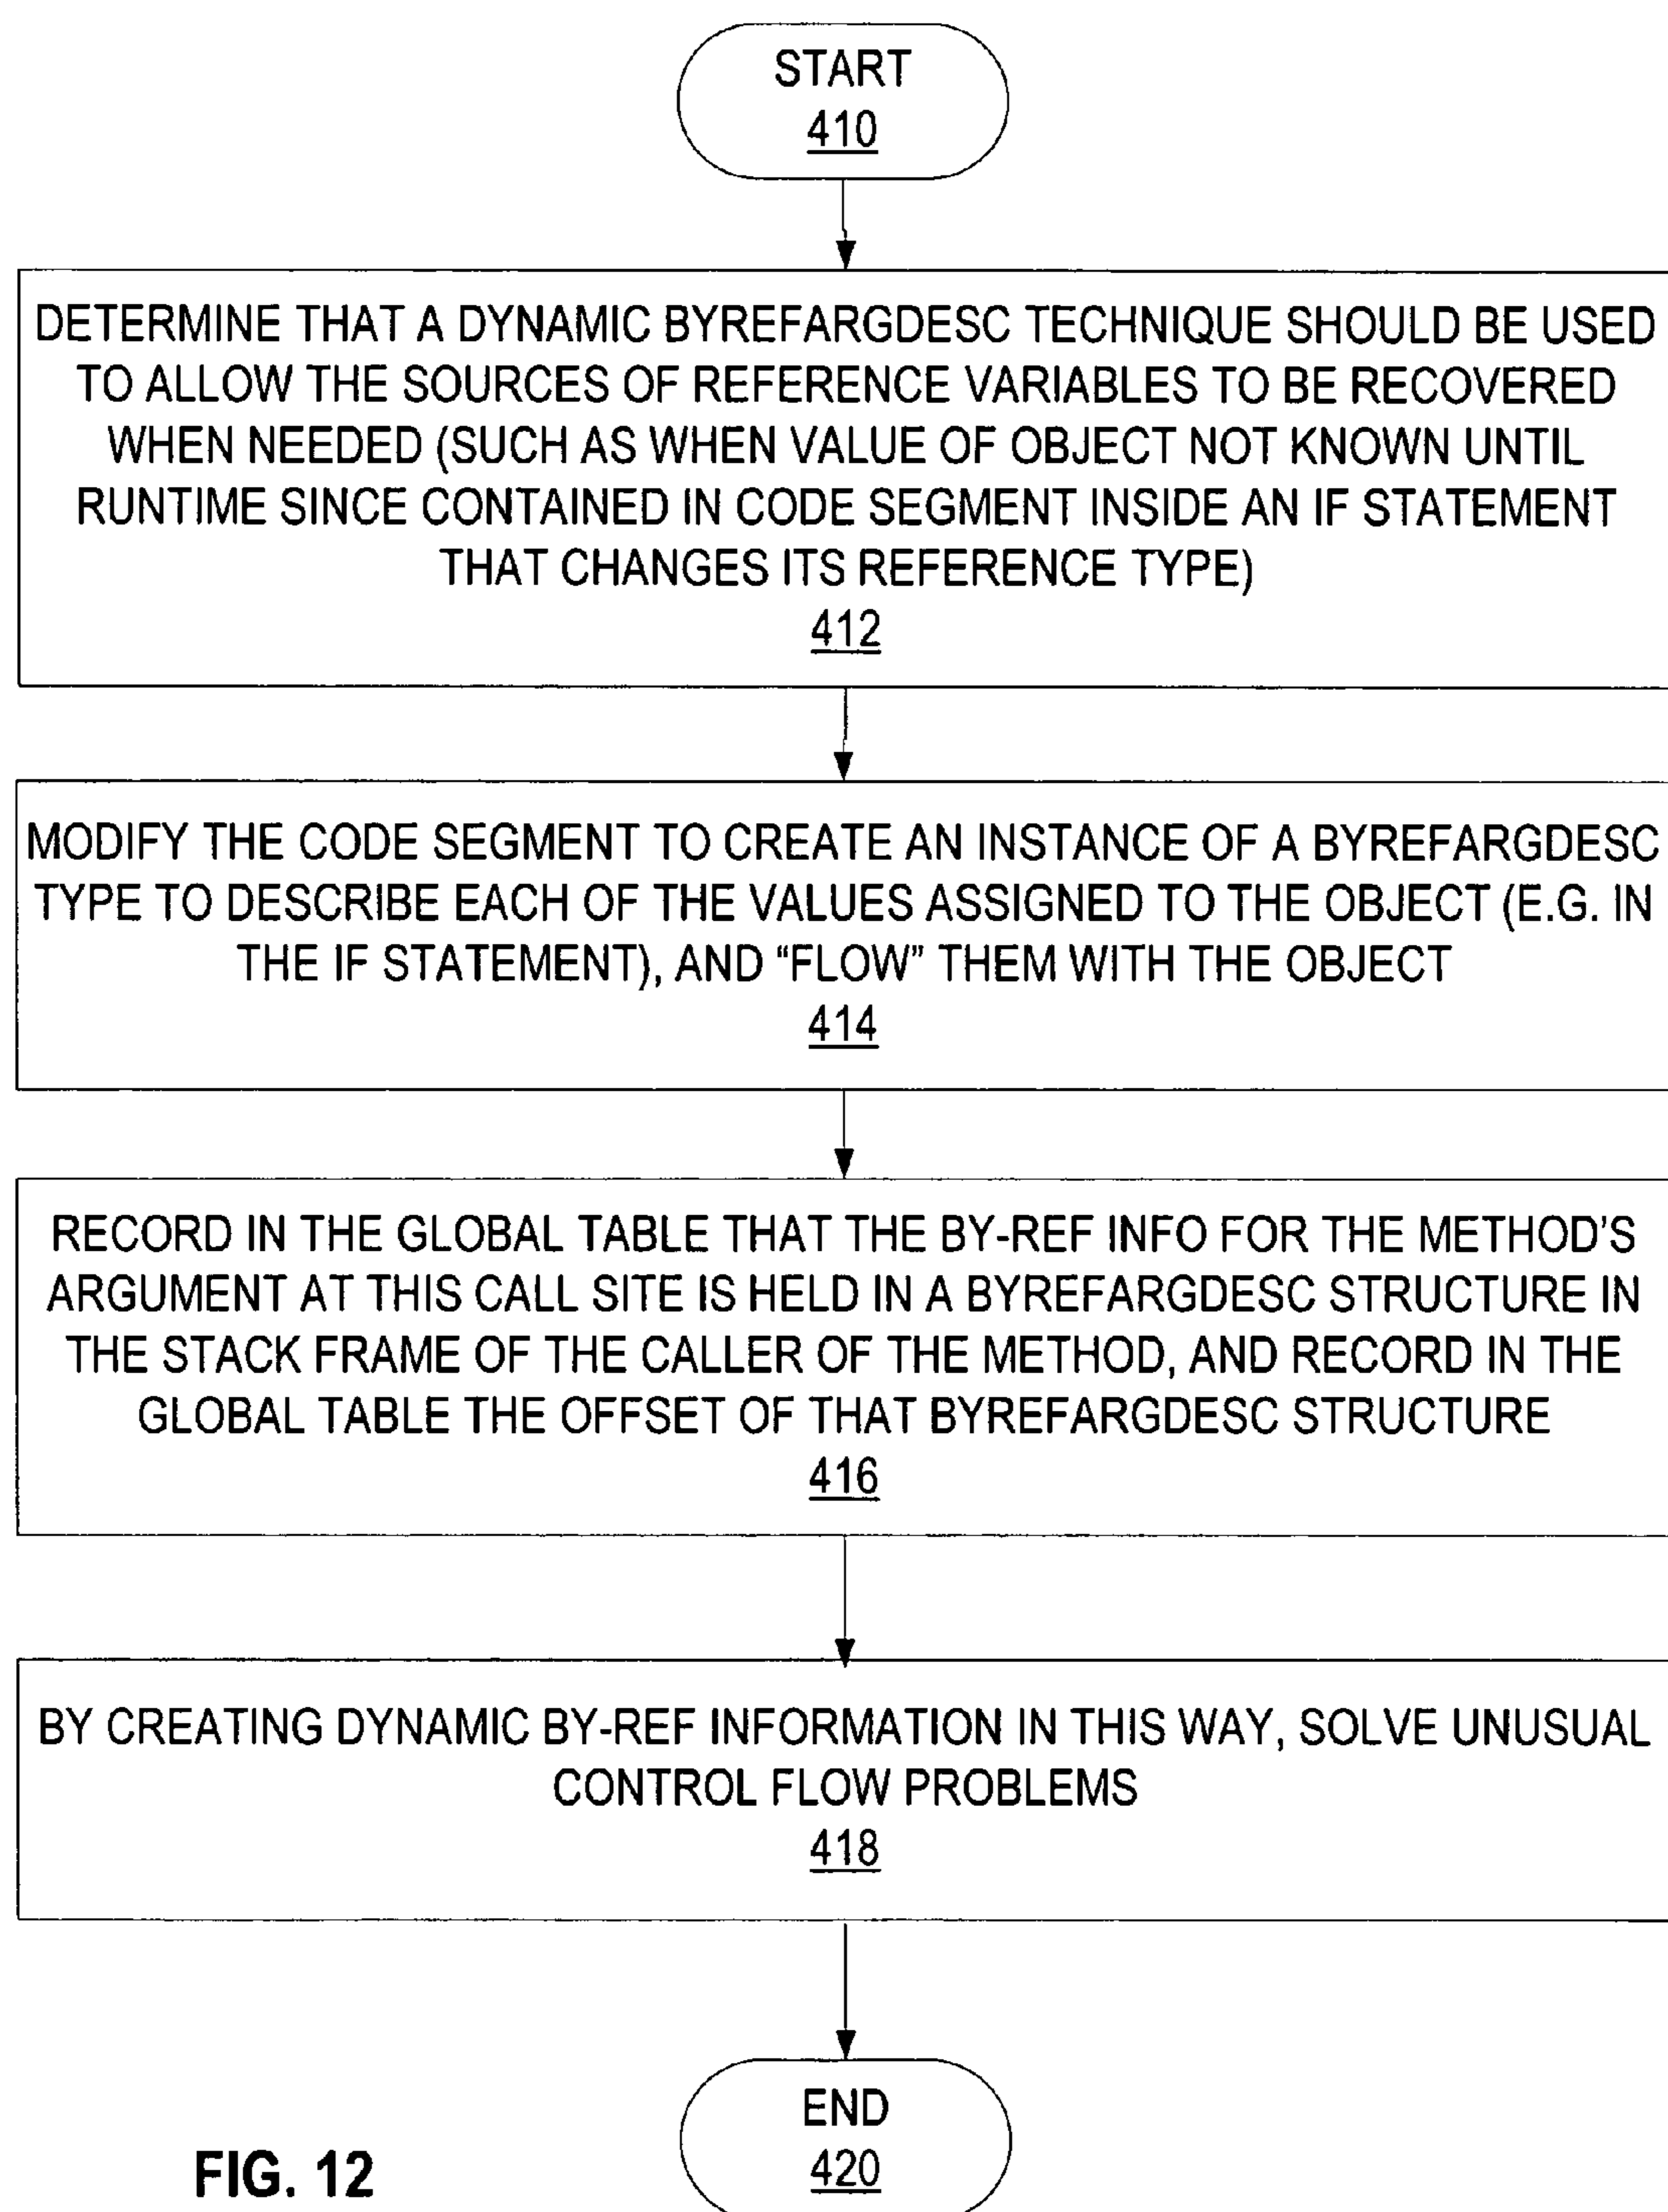 START
410
DETERMINE THAT A DYNAMIC BYREFARGDESC TECHNIQUE SHOULD BE USED
TO ALLOW THE SOURCES OF REFERENCE VARIABLES TO BE RECOVERED
WHEN NEEDED (SUCH AS WHEN VALUE OF OBJECT NOT KNOWN UNTIL
RUNTIME SINCE CONTAINED IN CODE SEGMENT INSIDE AN IF STATEMENT
THAT CHANGES ITS REFERENCE TYPE)
412
MODIFY THE CODE SEGMENT TO CREATE AN INSTANCE OF A BYREFARGDESC
TYPE TO DESCRIBE EACH OF THE VALUES ASSIGNED TO THE OBJECT (E.G. IN
THE IF STATEMENT), AND “FLOW” THEM WITH THE OBJECT
414
RECORD IN THE GLOBAL TABLE THAT THE BY-REF INFO FOR THE METHOD'S
ARGUMENT AT THIS CALL SITE IS HELD IN A BYREFARGDESC STRUCTURE IN
THE STACK FRAME OF THE CALLER OF THE METHOD, AND RECORD IN THE
GLOBAL TABLE THE OFFSET OF THAT BYREFARGDESC STRUCTURE
416
BY CREATING DYNAMIC BY-REF INFORMATION IN THIS WAY, SOLVE UNUSUAL
CONTROL FLOW PROBLEMS
418
END
420
FIG. 12